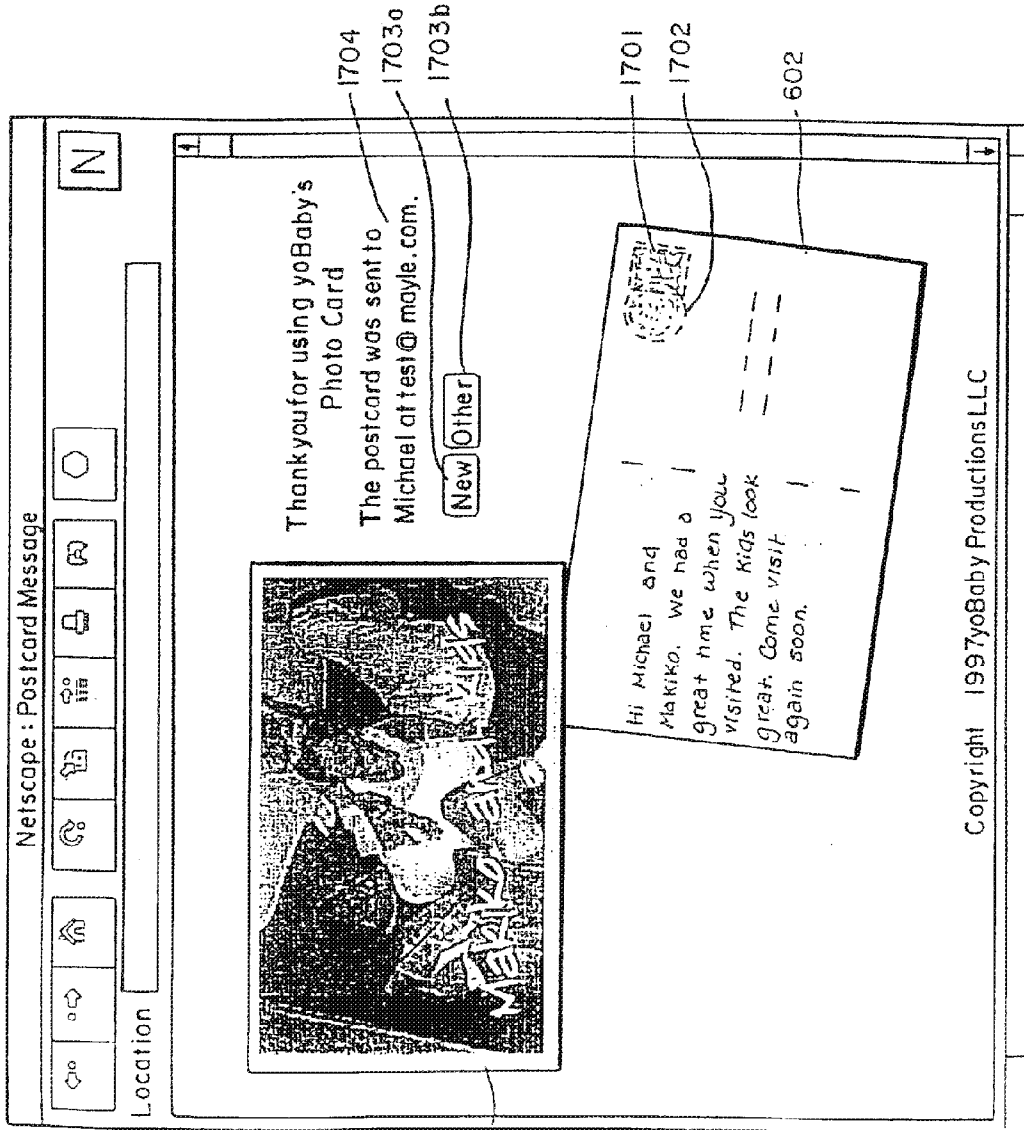 Netscape : Postcard Message
N
Location
Thankyou for using yoBaby's
Photo Card
The postcard was sent to
Michael at test@mayle.com.
New
Other
1704
1703a
1703b
Hi Michael and
Makiko. We had a
great time when you
visited. The kids look
great. Come visit
again soon.
1701
1702
602
Copyright 1997 yoBaby Productions LLC